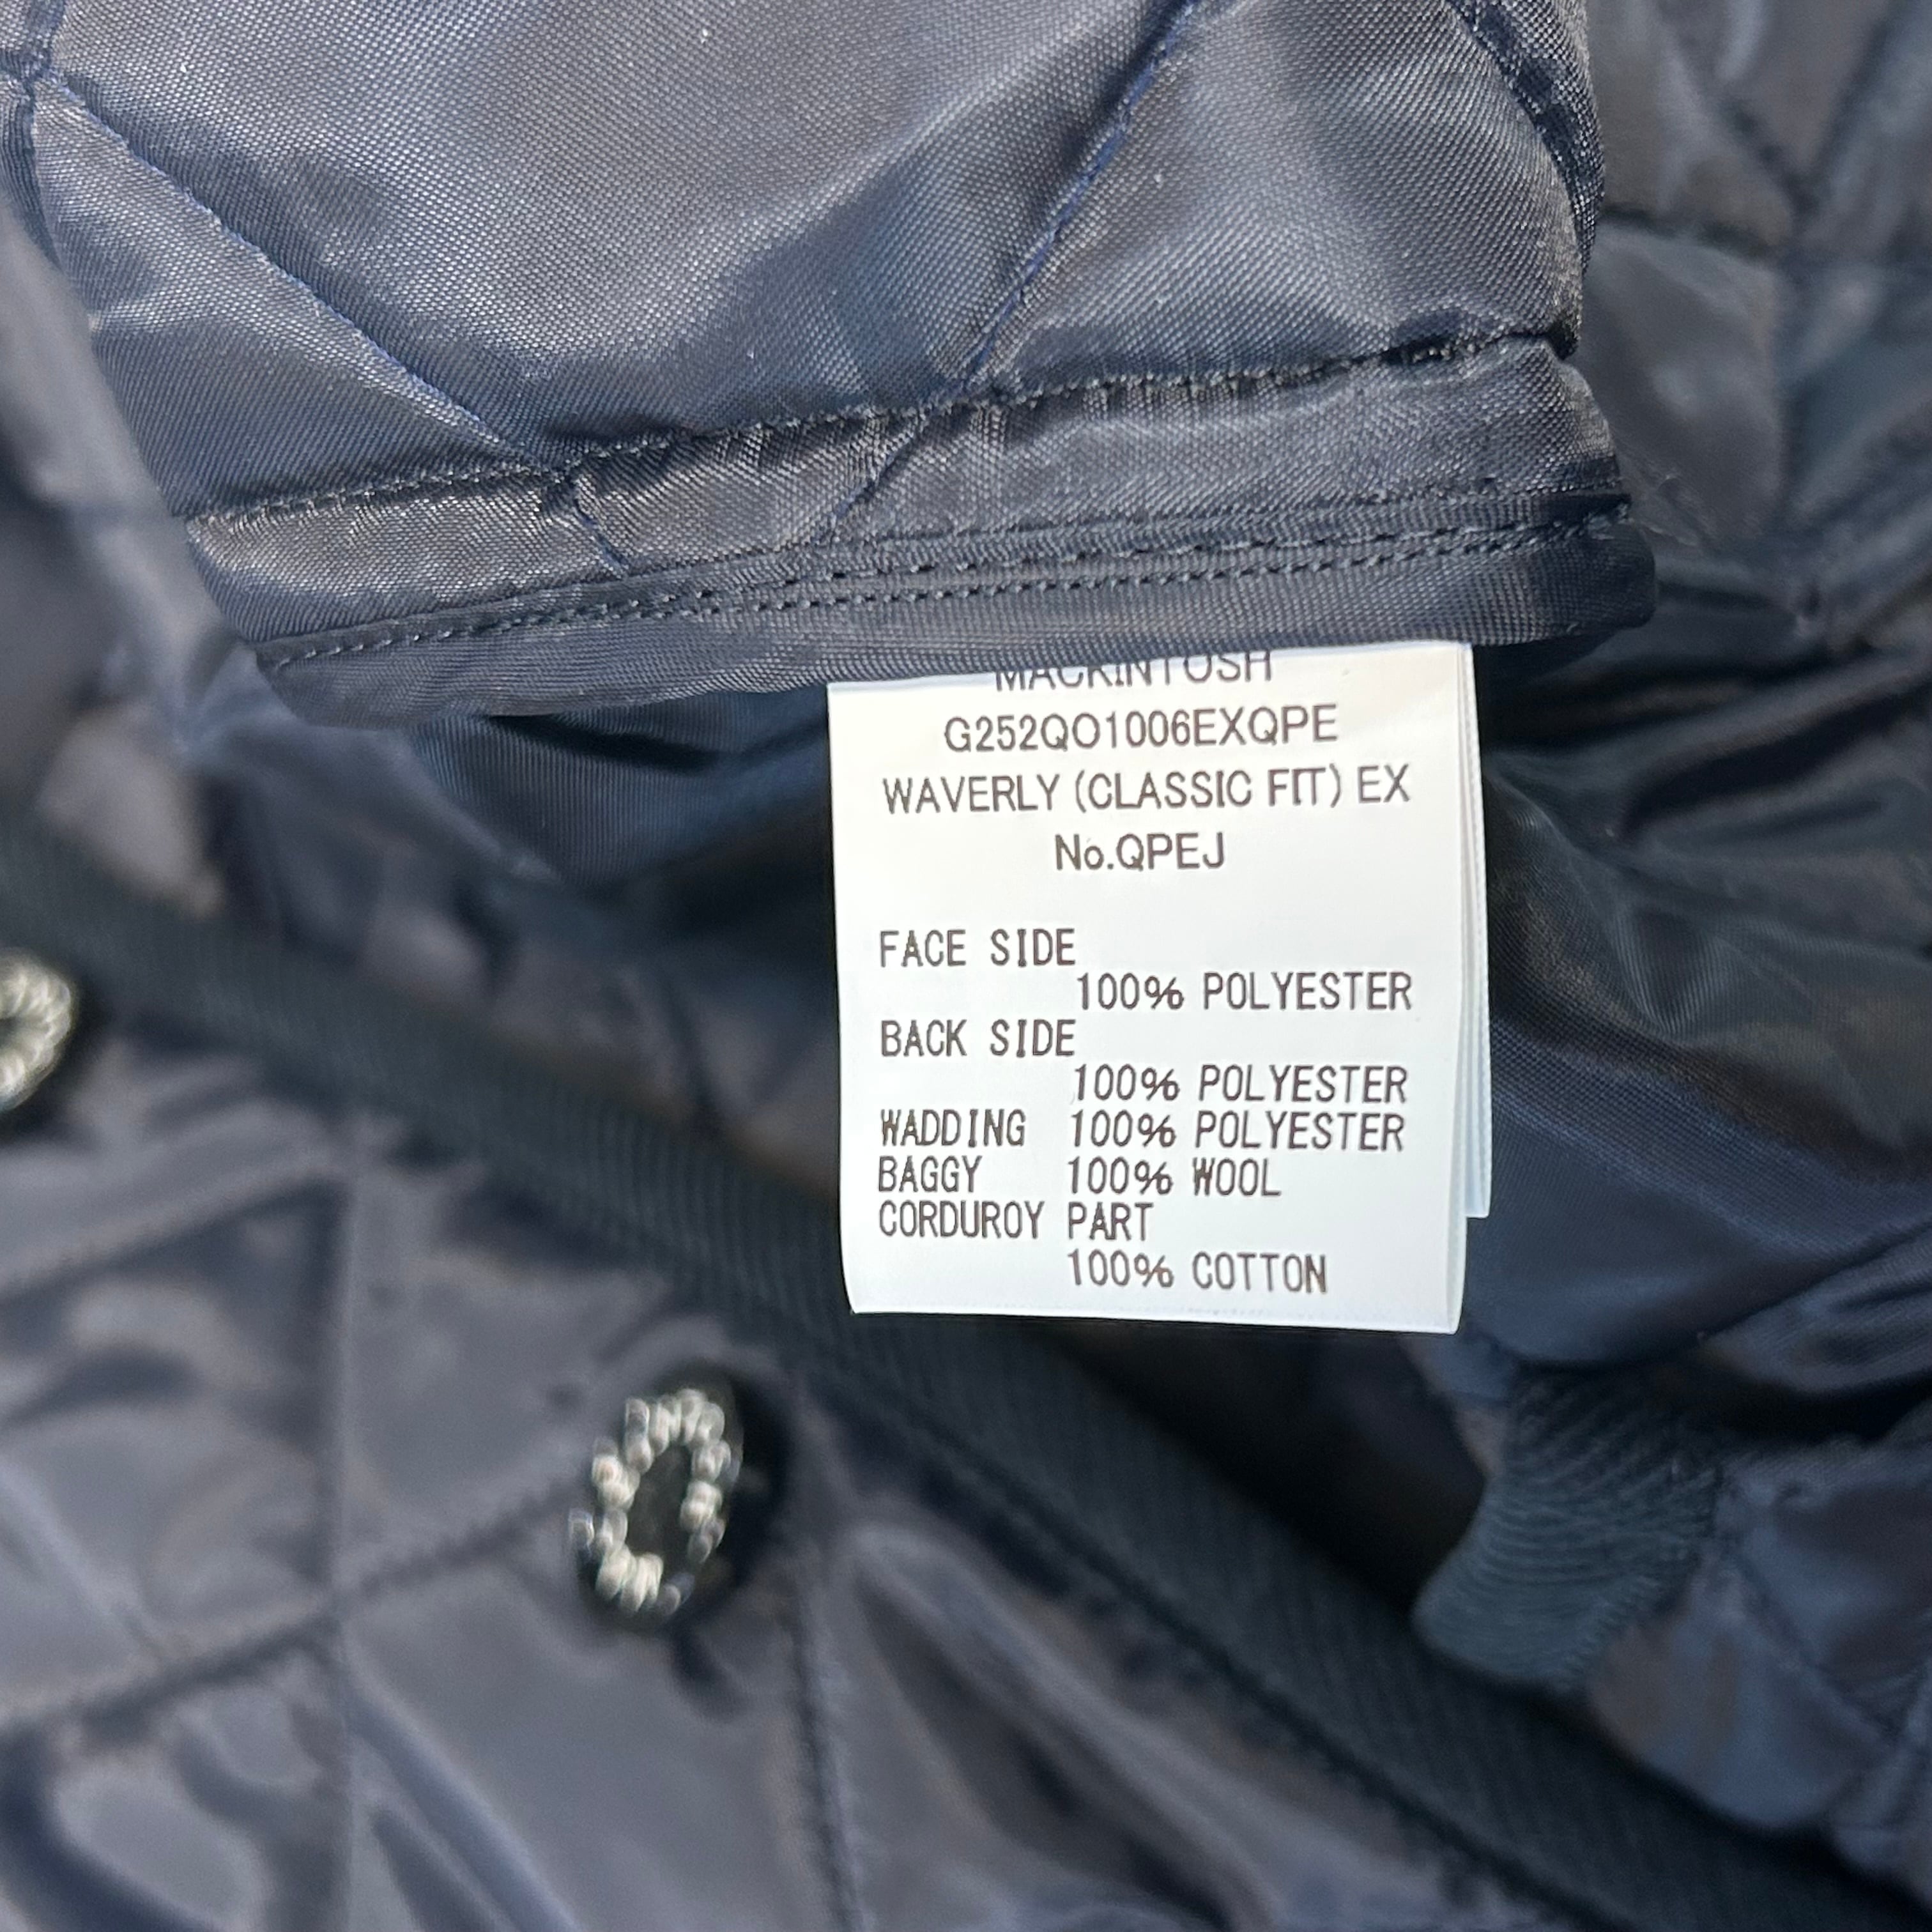 MACKINTOSH
G252QO1006EXQPE
WAVERLY (CLASSIC FIT) EX
No.QPEJ
FACE SIDE
100% POLYESTER
BACK SIDE
100% POLYESTER
WADDING 100% POLYESTER
BAGGY 100% WOOL
CORDUROY PART
100% COTTON